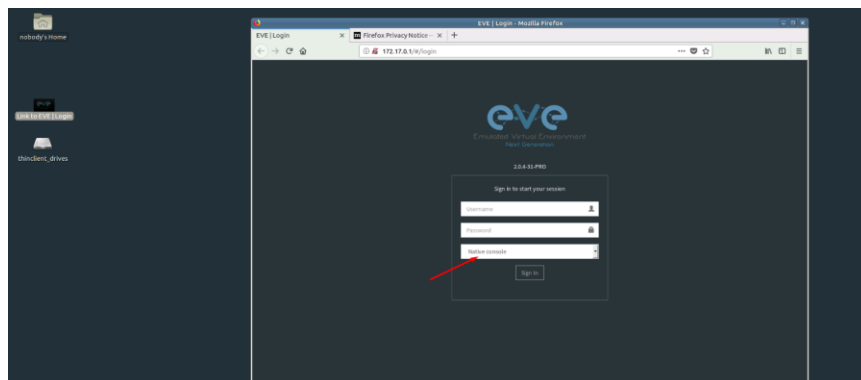 nobody's Home
Link to EVE | Login
thinclient_drives
EVE | Login - Mozilla Firefox
EVE | Login
Firefox Privacy Notice —
172.17.0.1/#/login
eve
Emulated Virtual Environment
Next Generation
2.0.4-31-PRO
Sign in to start your session
Username
Password
Native console
Sign In